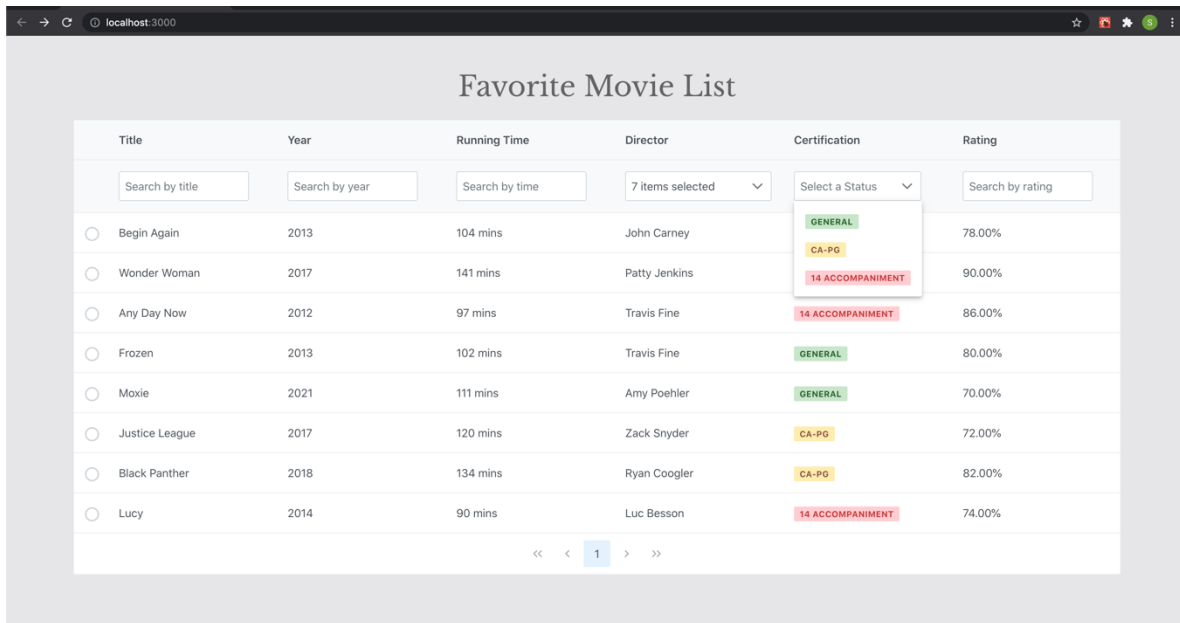 localhost:3000 S
Favorite Movie List
Title Year Running Time Director Certification Rating
Search by title Search by year Search by time 7 items selected Select a Status Search by rating
GENERAL
CA-PG
14 ACCOMPANIMENT
Begin Again 2013 104 mins John Carney 78.00%
Wonder Woman 2017 141 mins Patty Jenkins 90.00%
Any Day Now 2012 97 mins Travis Fine 14 ACCOMPANIMENT 86.00%
Frozen 2013 102 mins Travis Fine GENERAL 80.00%
Moxie 2021 111 mins Amy Poehler GENERAL 70.00%
Justice League 2017 120 mins Zack Snyder CA-PG 72.00%
Black Panther 2018 134 mins Ryan Coogler CA-PG 82.00%
Lucy 2014 90 mins Luc Besson 14 ACCOMPANIMENT 74.00%
« ‹ 1 › »